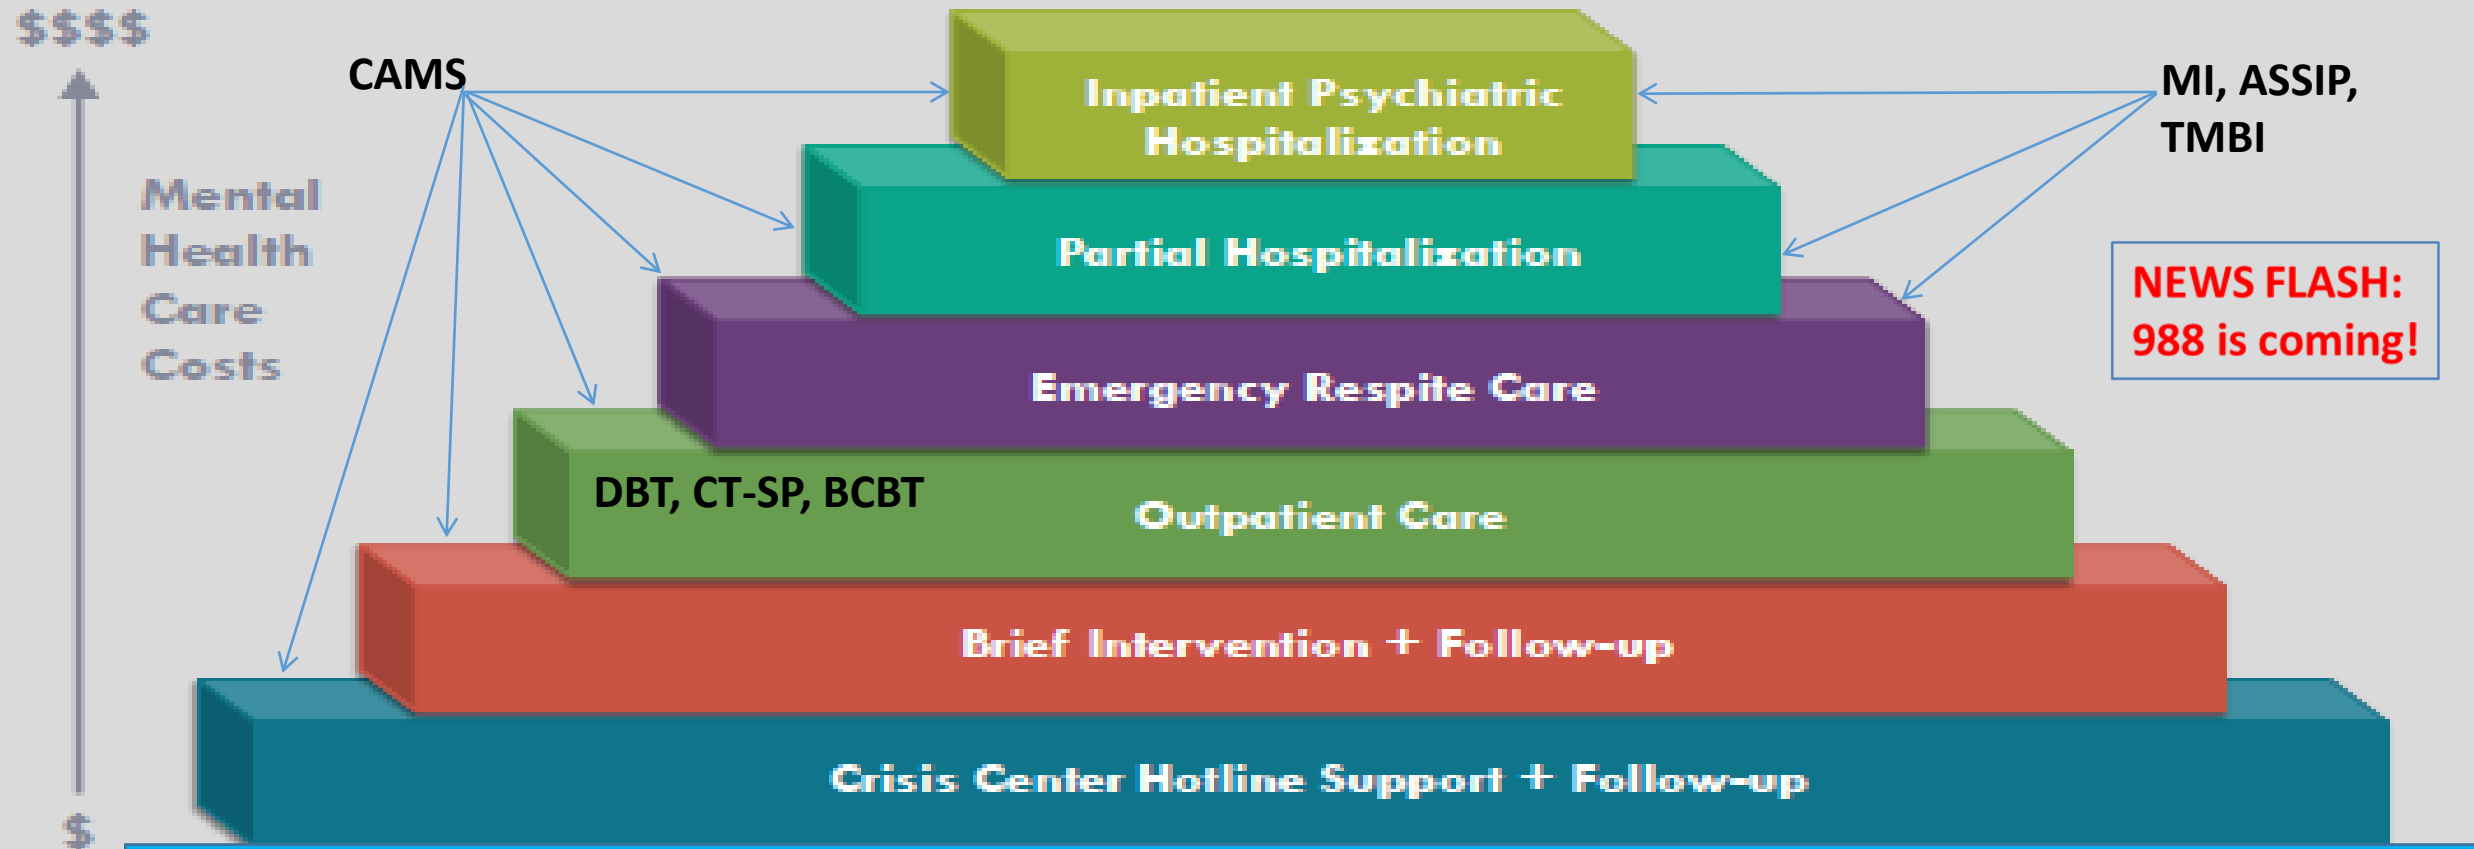 $$$$
Mental
Health
Care
Costs
$
CAMS
Inpatient Psychiatric
Hospitalization
MI, ASSIP,
TMBI
Partial Hospitalization
NEWS FLASH:
988 is coming!
Emergency Respite Care
DBT, CT-SP, BCBT
Outpatient Care
Brief Intervention + Follow-up
Crisis Center Hotline Support + Follow-up